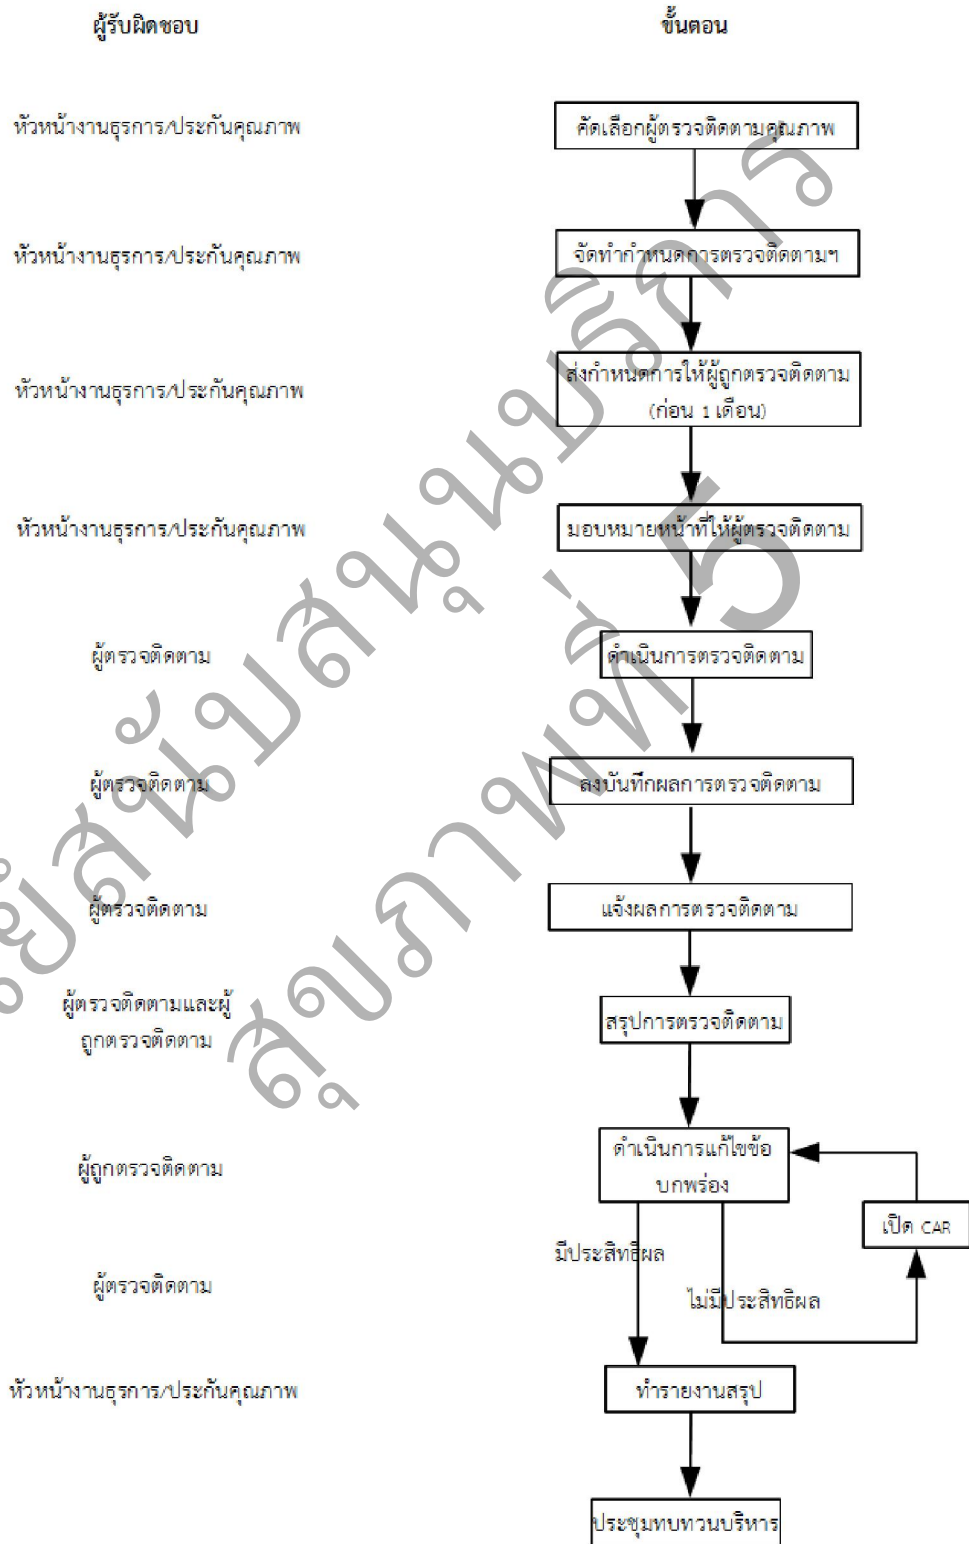 ผู้รับผิดชอบ ขั้นตอน
หัวหน้างานธุรการ/ประกันคุณภาพ คัดเลือกผู้ตรวจติดตามคุณภาพ
หัวหน้างานธุรการ/ประกันคุณภาพ จัดทำกำหนดการตรวจติดตามฯ
หัวหน้างานธุรการ/ประกันคุณภาพ ส่งกำหนดการให้ผู้ถูกตรวจติดตาม
(ก่อน 1 เดือน)
หัวหน้างานธุรการ/ประกันคุณภาพ มอบหมายหน้าที่ให้ผู้ตรวจติดตาม
ผู้ตรวจติดตาม ดำเนินการตรวจติดตาม
ผู้ตรวจติดตาม ลงบันทึกผลการตรวจติดตาม
ผู้ตรวจติดตาม แจ้งผลการตรวจติดตาม
ผู้ตรวจติดตามและผู้
ถูกตรวจติดตาม
สรุปการตรวจติดตาม
ผู้ถูกตรวจติดตาม
ดำเนินการแก้ไขข้อ
บกพร่อง
เปิด CAR
มีประสิทธิผล
ผู้ตรวจติดตาม
ไม่มีประสิทธิผล
หัวหน้างานธุรการ/ประกันคุณภาพ ทำรายงานสรุป
ประชุมทบทวนบริหาร
สนับสนุนบริการ
สุขภาพที่ 5